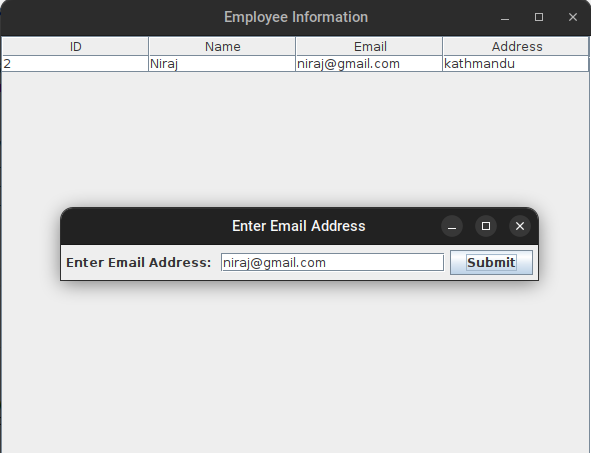 Employee Information
ID Name Email Address
2 Niraj niraj@gmail.com kathmandu
Enter Email Address
Enter Email Address: niraj@gmail.com Submit